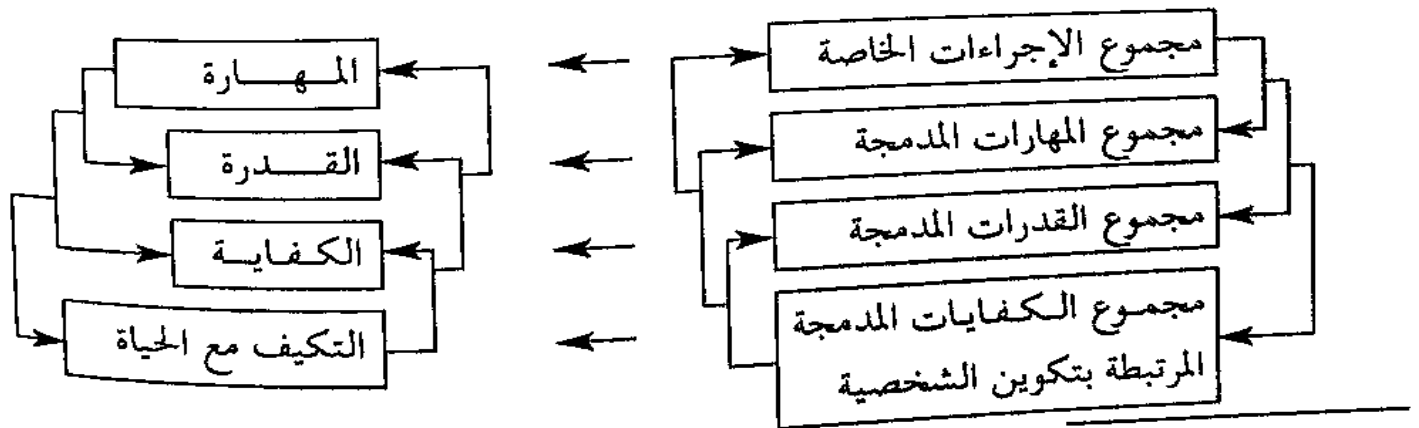 مجموع الإجراءات الخاصة
المهارة
مجموع المهارات المدمجة
القدرة
مجموع القدرات المدمجة
الكفاية
مجموع الكفايات المدمجة
المرتبطة بتكوين الشخصية
التكيف مع الحياة